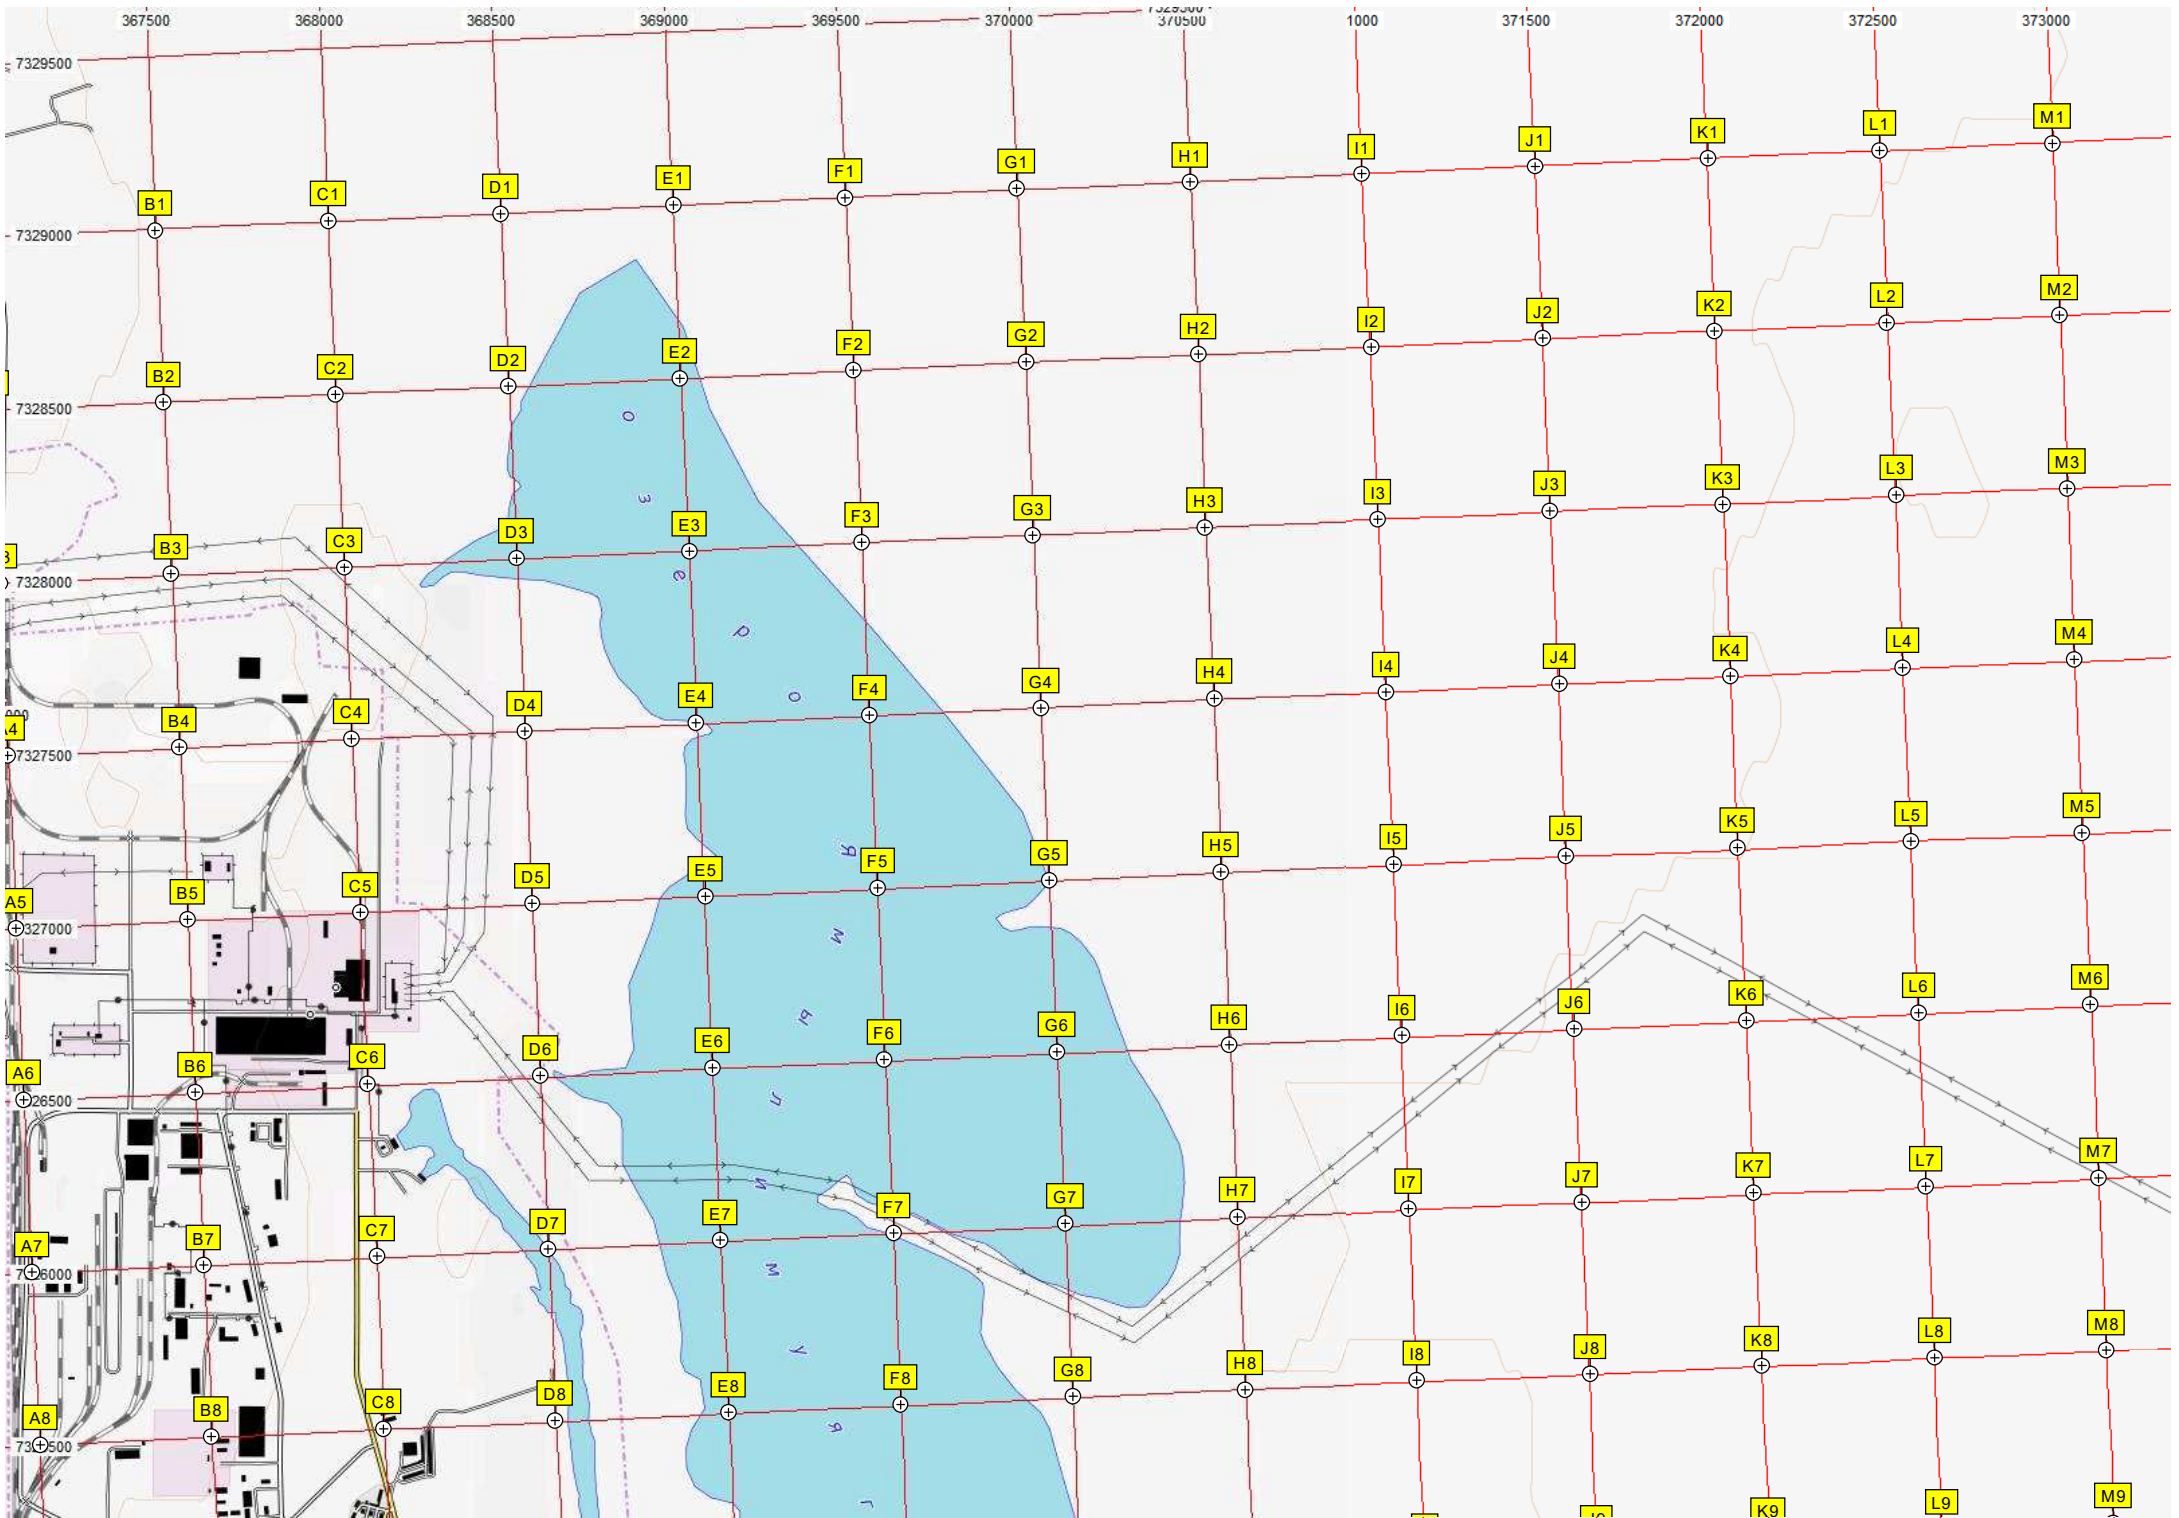 367500 368000 368500 369000 369500 370000 370500 1000 371500 372000 372500 373000
7329500
B1 C1 D1 E1 F1 G1 H1 I1 J1 K1 L1 M1
7329000
B2 C2 D2 E2 F2 G2 H2 I2 J2 K2 L2 M2
7328500
B3 C3 D3 E3 F3 G3 H3 I3 J3 K3 L3 M3
7328000
A4 B4 C4 D4 E4 F4 G4 H4 I4 J4 K4 L4 M4
7327500
A5 B5 C5 D5 E5 F5 G5 H5 I5 J5 K5 L5 M5
327000
A6 B6 C6 D6 E6 F6 G6 H6 I6 J6 K6 L6 M6
26500
A7 B7 C7 D7 E7 F7 G7 H7 I7 J7 K7 L7 M7
A8 B8 C8 D8 E8 F8 G8 H8 I8 J8 K8 L8 M8
K9 L9 M9
озеро
Ямылимуяг